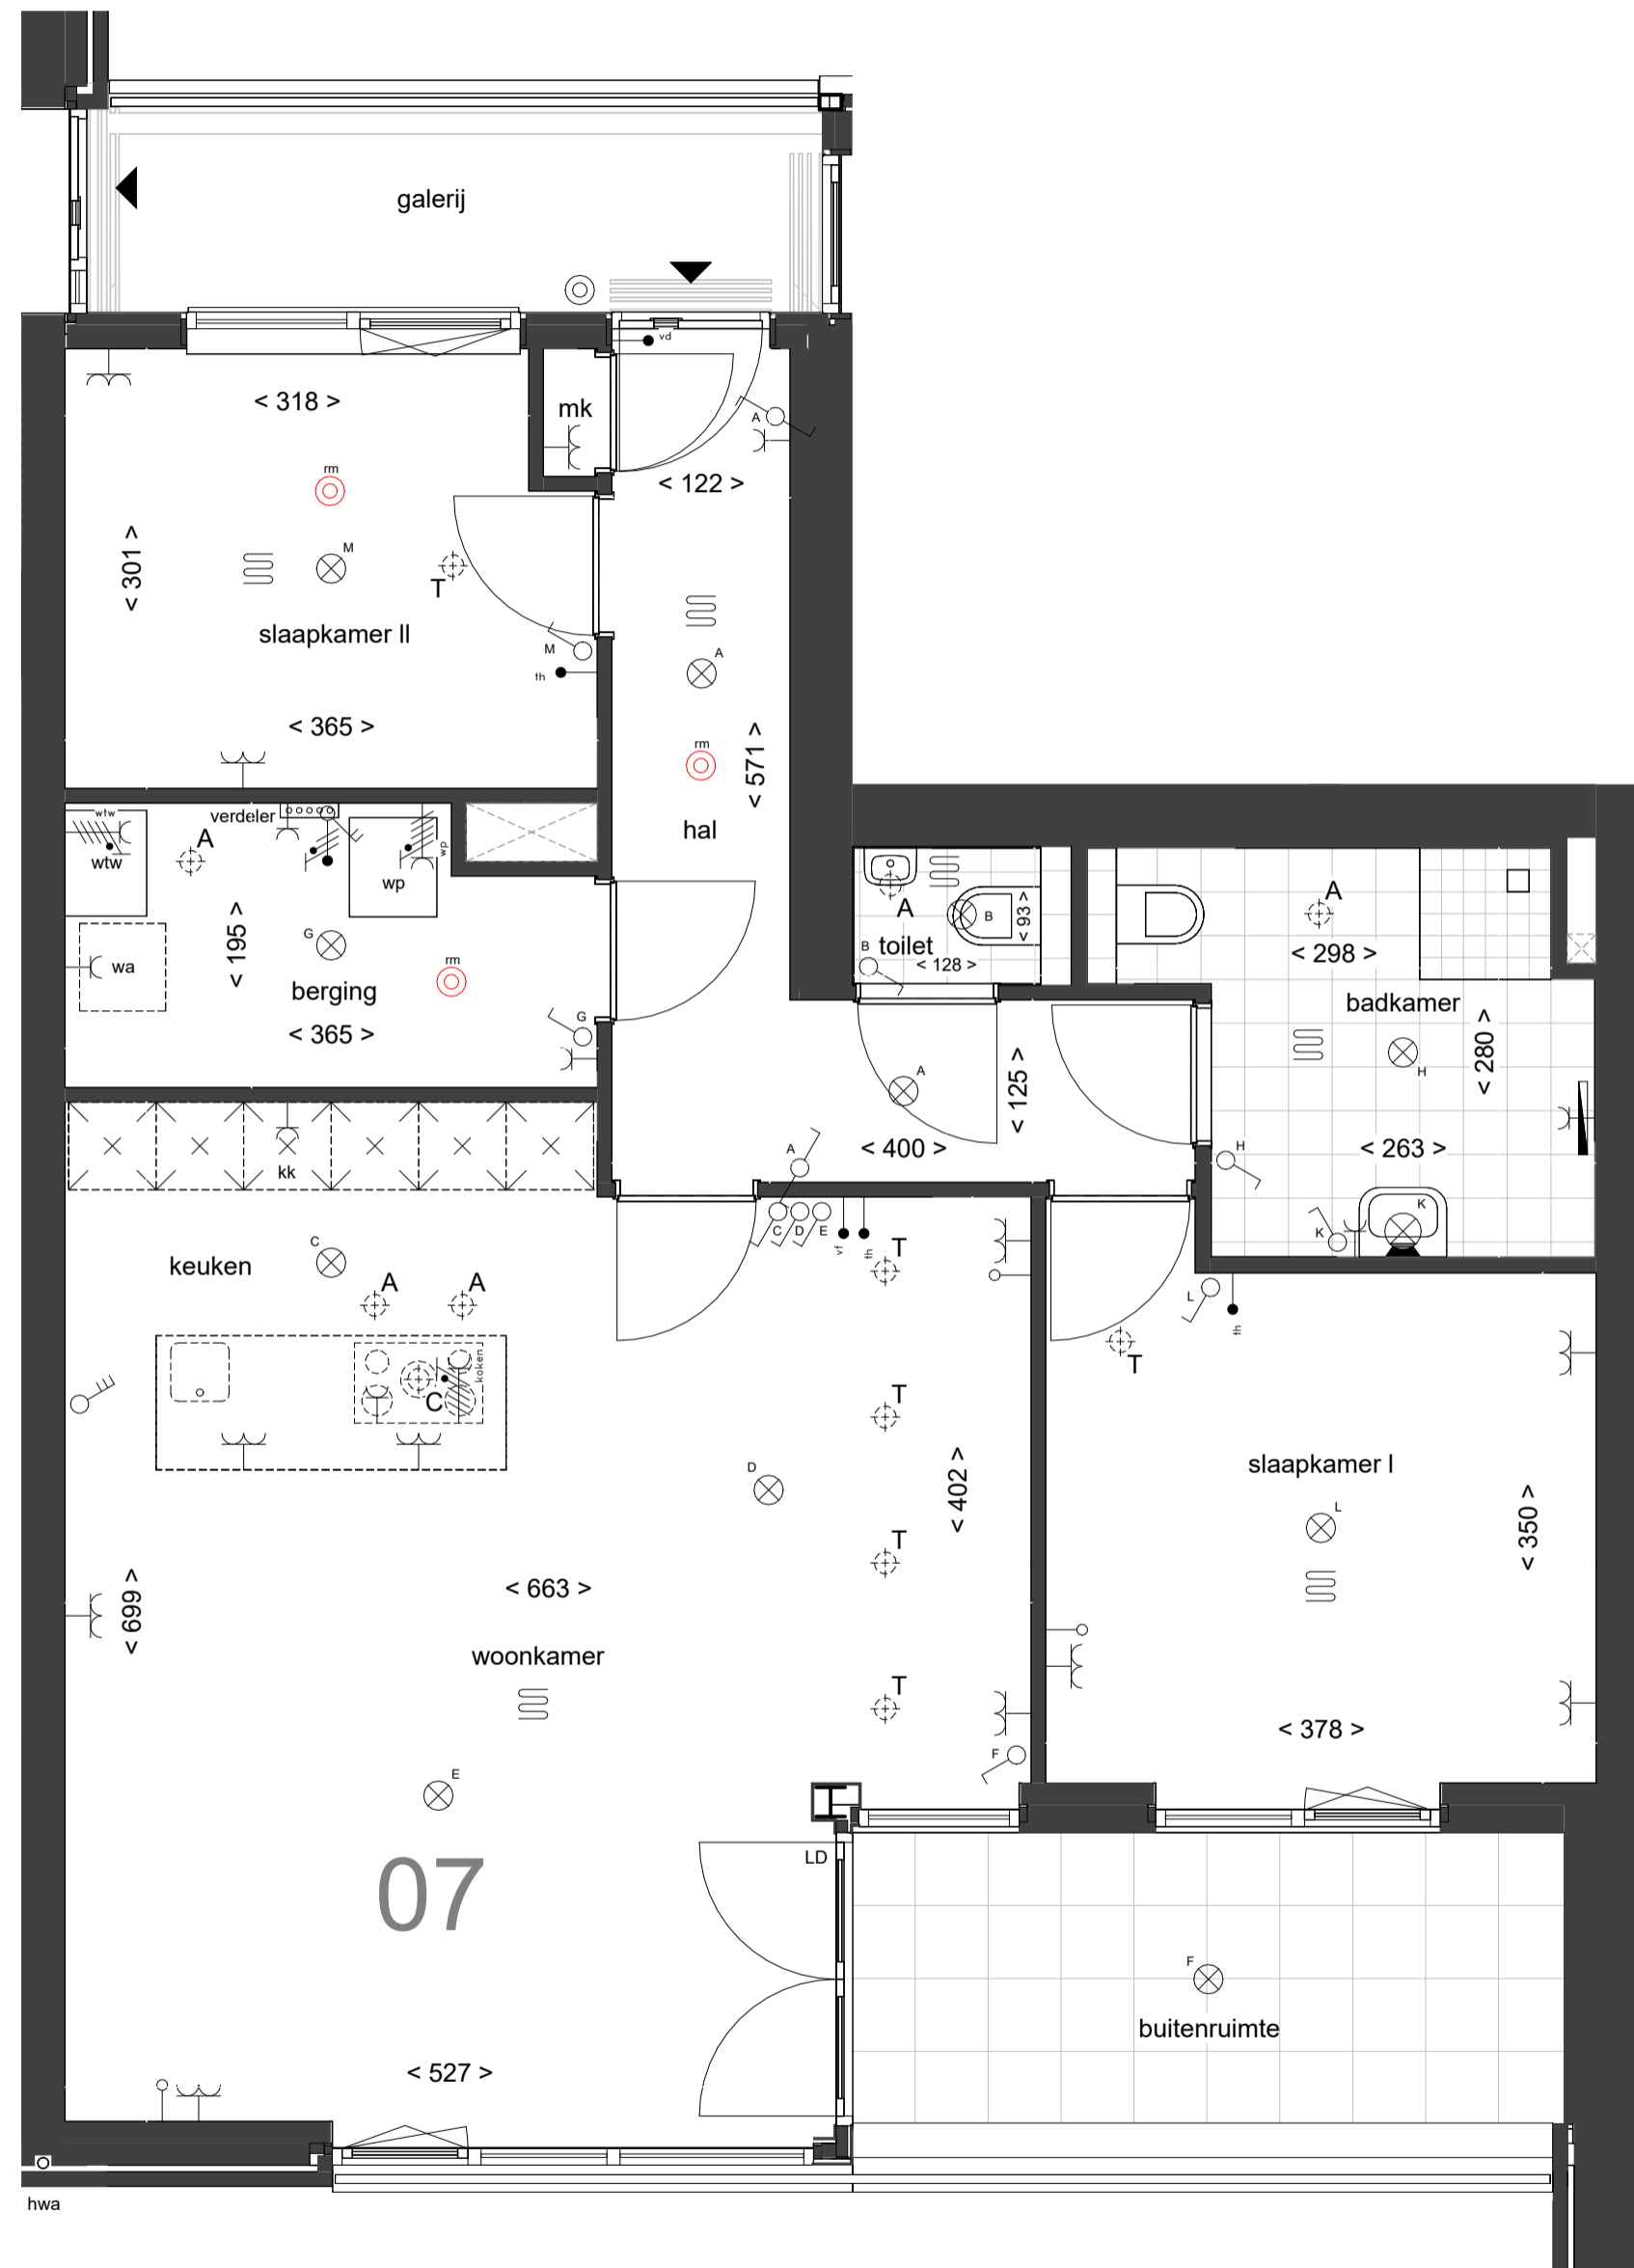 galerij
vd
< 318 >
mk
A
< 122 >
rm
< 301 >
M
T
slaapkamer II
M
th
A
< 365 >
rm
< 571 >
hal
wtw
verdeler
A
wtw
wp
wp
G
< 195 >
rm
wa
berging
< 365 >
G
A
B
< 93 >
B
toilet
< 128 >
A
< 298 >
badkamer
< 280 >
H
A
< 125 >
< 400 >
A
H
< 263 >
K
K
kk
C
D
E
vf
th
keuken
C
A
A
T
L
th
T
koken
C
T
D
< 402 >
slaapkamer I
L
< 350 >
T
< 699 >
< 663 >
woonkamer
T
< 378 >
F
E
LD
07
F
buitenruimte
< 527 >
hwa